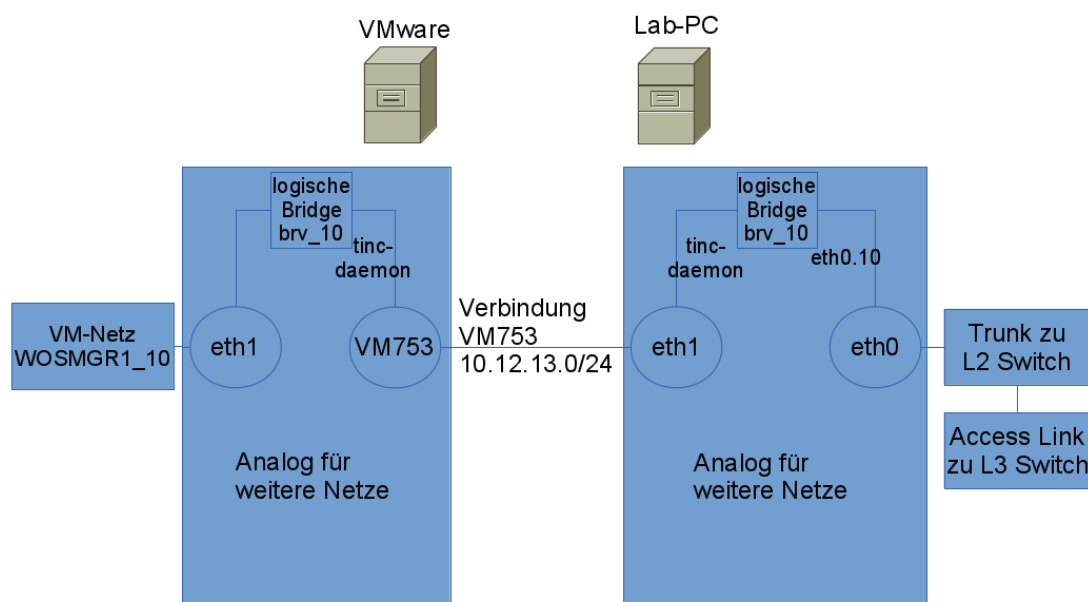 VMware
Lab-PC
logische
Bridge
brv_10
tinc-
daemon
eth1
VM753
VM-Netz
WOSMGR1_10
Analog für
weitere Netze
Verbindung
VM753
10.12.13.0/24
logische
Bridge
brv_10
tinc-
daemon
eth0.10
eth1
eth0
Analog für
weitere Netze
Trunk zu
L2 Switch
Access Link
zu L3 Switch